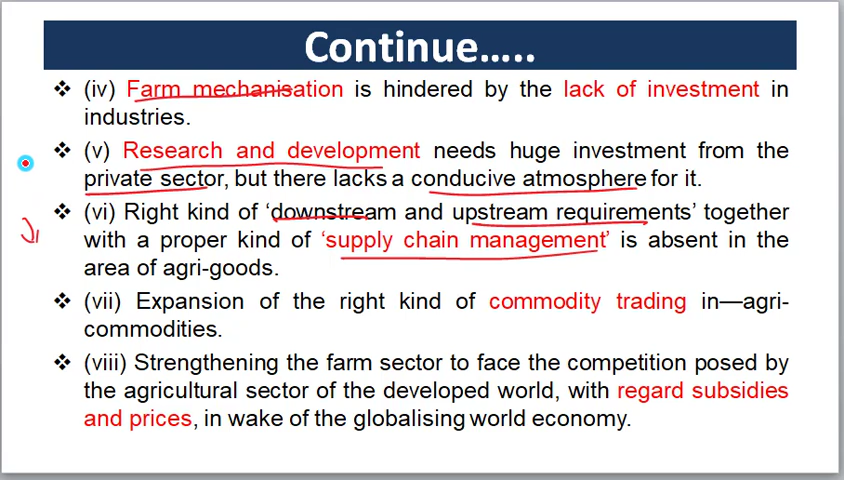 Continue…..
❖ (iv) Farm mechanisation is hindered by the lack of investment in
industries.
❖ (v) Research and development needs huge investment from the
private sector, but there lacks a conducive atmosphere for it.
❖ (vi) Right kind of ‘downstream and upstream requirements’ together
with a proper kind of ‘supply chain management’ is absent in the
area of agri-goods.
❖ (vii) Expansion of the right kind of commodity trading in—agri-
commodities.
❖ (viii) Strengthening the farm sector to face the competition posed by
the agricultural sector of the developed world, with regard subsidies
and prices, in wake of the globalising world economy.